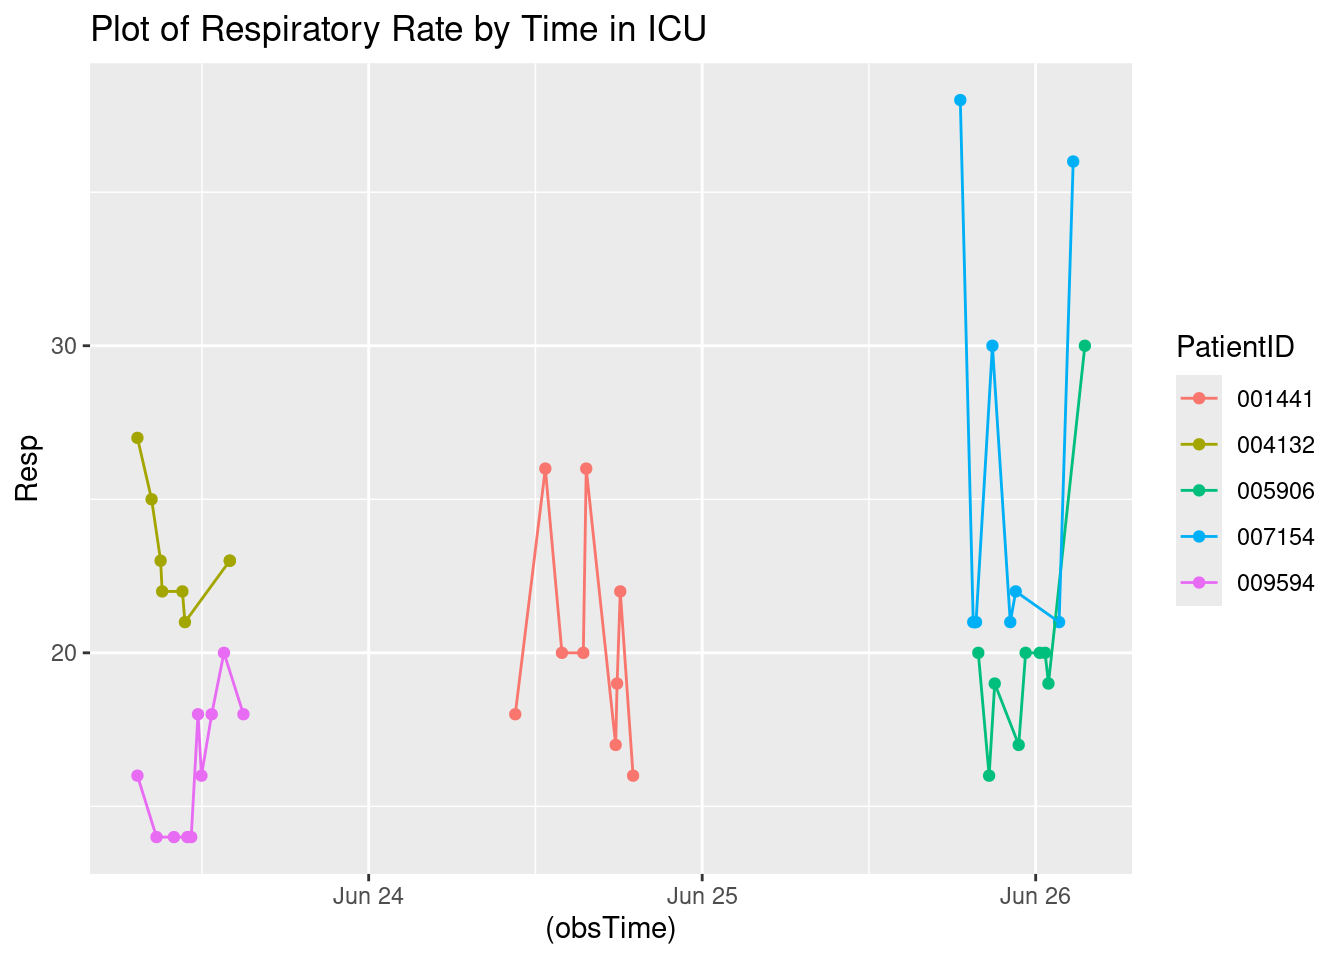 Plot of Respiratory Rate by Time in ICU
Resp
30
20
Jun 24
Jun 25
Jun 26
(obsTime)
PatientID
001441
004132
005906
007154
009594